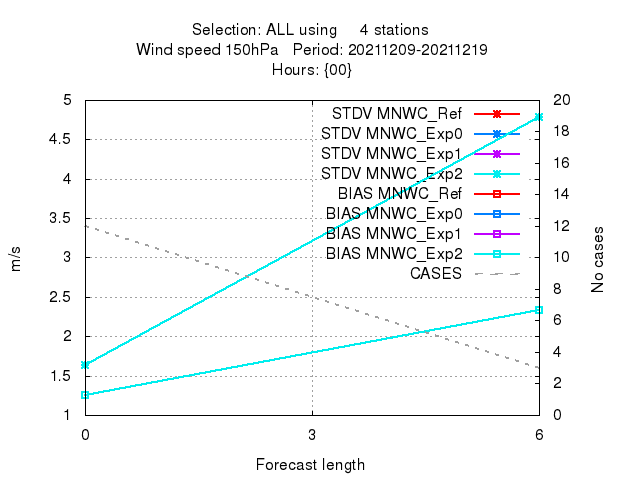 Selection: ALL using 4 stations
Wind speed 150hPa Period: 20211209-20211219
Hours: {00}
5 20
4.5 18
4 16
3.5 14
3 12
2.5 10
2 8
1.5 6
1 4
2
0
m/s
No cases
STDV MNWC_Ref
STDV MNWC_Exp0
STDV MNWC_Exp1
STDV MNWC_Exp2
BIAS MNWC_Ref
BIAS MNWC_Exp0
BIAS MNWC_Exp1
BIAS MNWC_Exp2
CASES
0 3 6
Forecast length